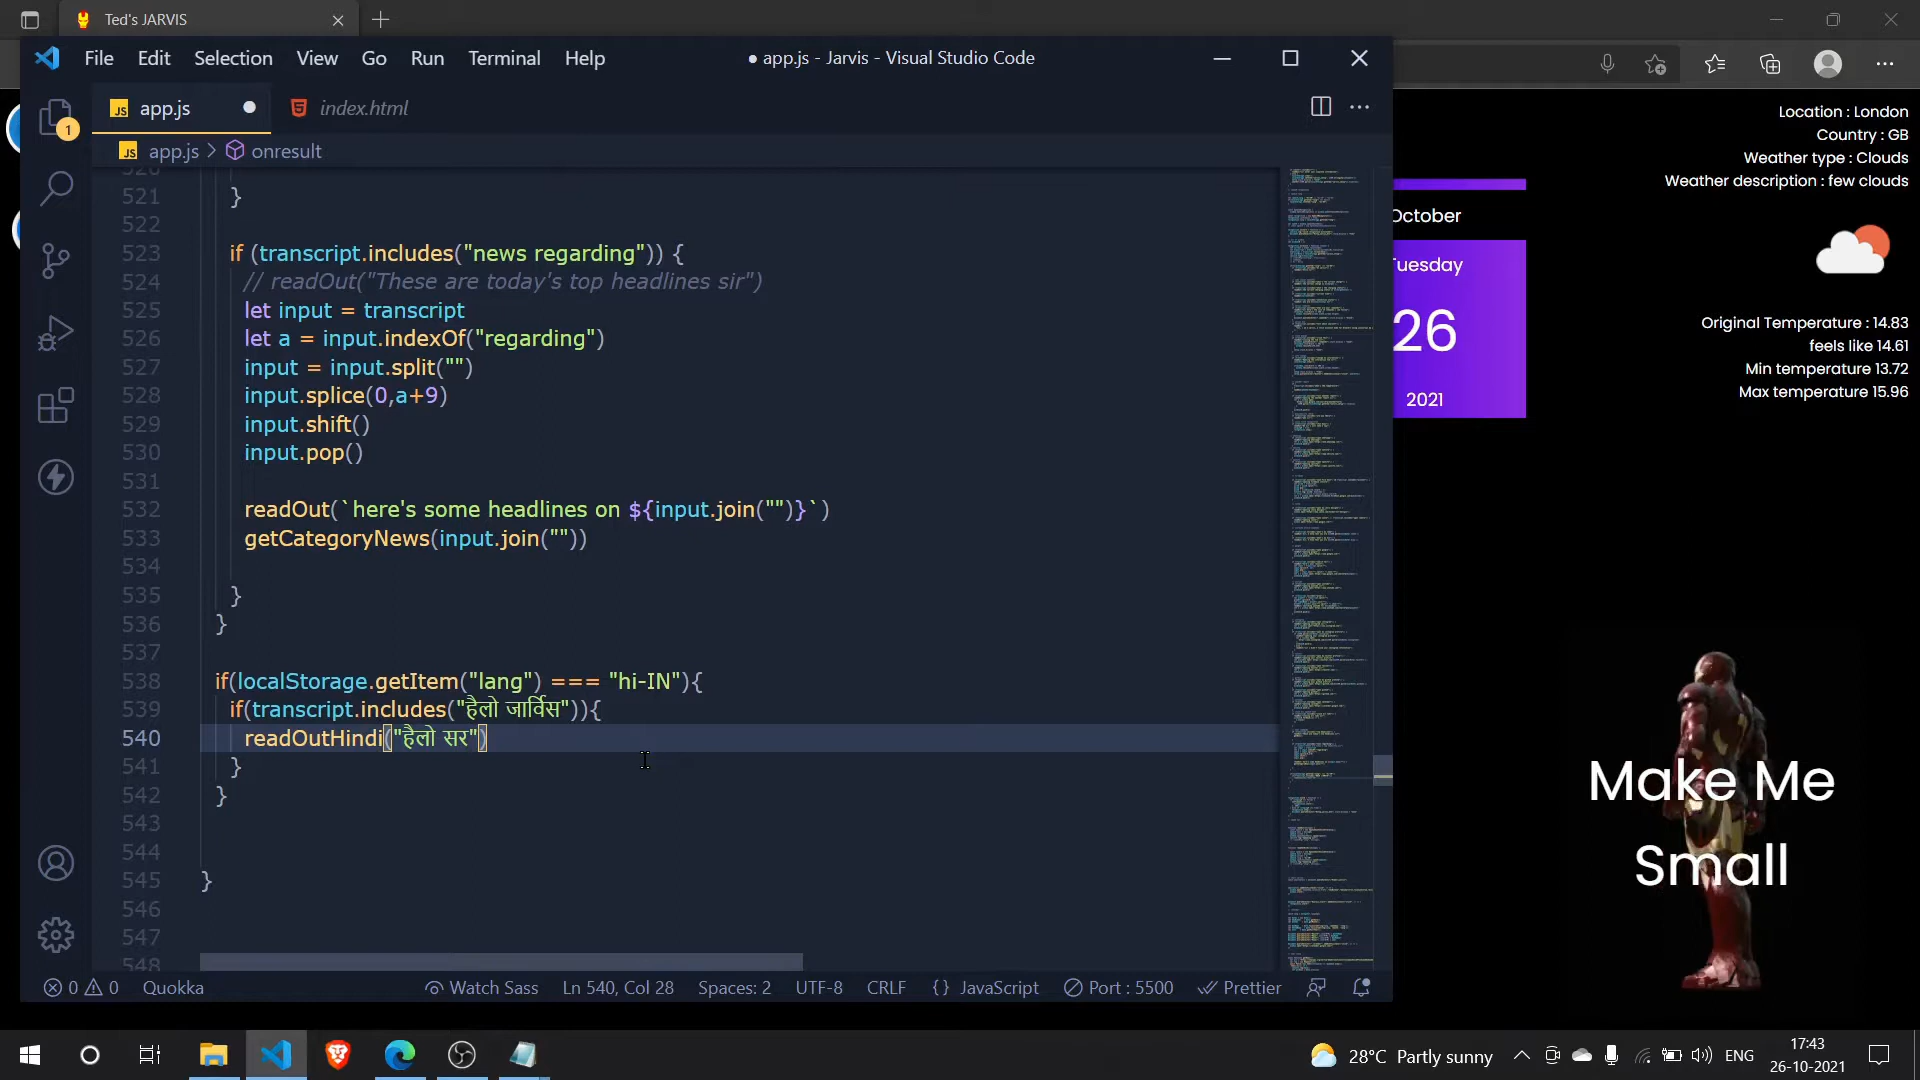 Ted's JARVIS
File Edit Selection View Go Run Terminal Help
● app.js - Jarvis - Visual Studio Code
JS app.js ●
index.html
1
JS app.js > onresult
520
521 }
522
523 if (transcript.includes("news regarding")) {
524 // readOut("These are today's top headlines sir")
525 let input = transcript
526 let a = input.indexOf("regarding")
527 input = input.split("")
528 input.splice(0,a+9)
529 input.shift()
530 input.pop()
531
532 readOut(`here's some headlines on ${input.join("")}`)
533 getCategoryNews(input.join(""))
534
535 }
536 }
537
538 if(localStorage.getItem("lang") === "hi-IN"){
539 if(transcript.includes("हैलो जार्विस")){
540 readOutHindi("हैलो सर")
541 }
542 }
543
544
545 }
546
547
548
0 0 Quokka Watch Sass Ln 540, Col 28 Spaces: 2 UTF-8 CRLF {} JavaScript Port : 5500 Prettier
Location : London
Country : GB
Weather type : Clouds
Weather description : few clouds
October
Tuesday
26
2021
Original Temperature : 14.83
feels like 14.61
Min temperature 13.72
Max temperature 15.96
Make Me
Small
28°C Partly sunny ENG
17:43
26-10-2021